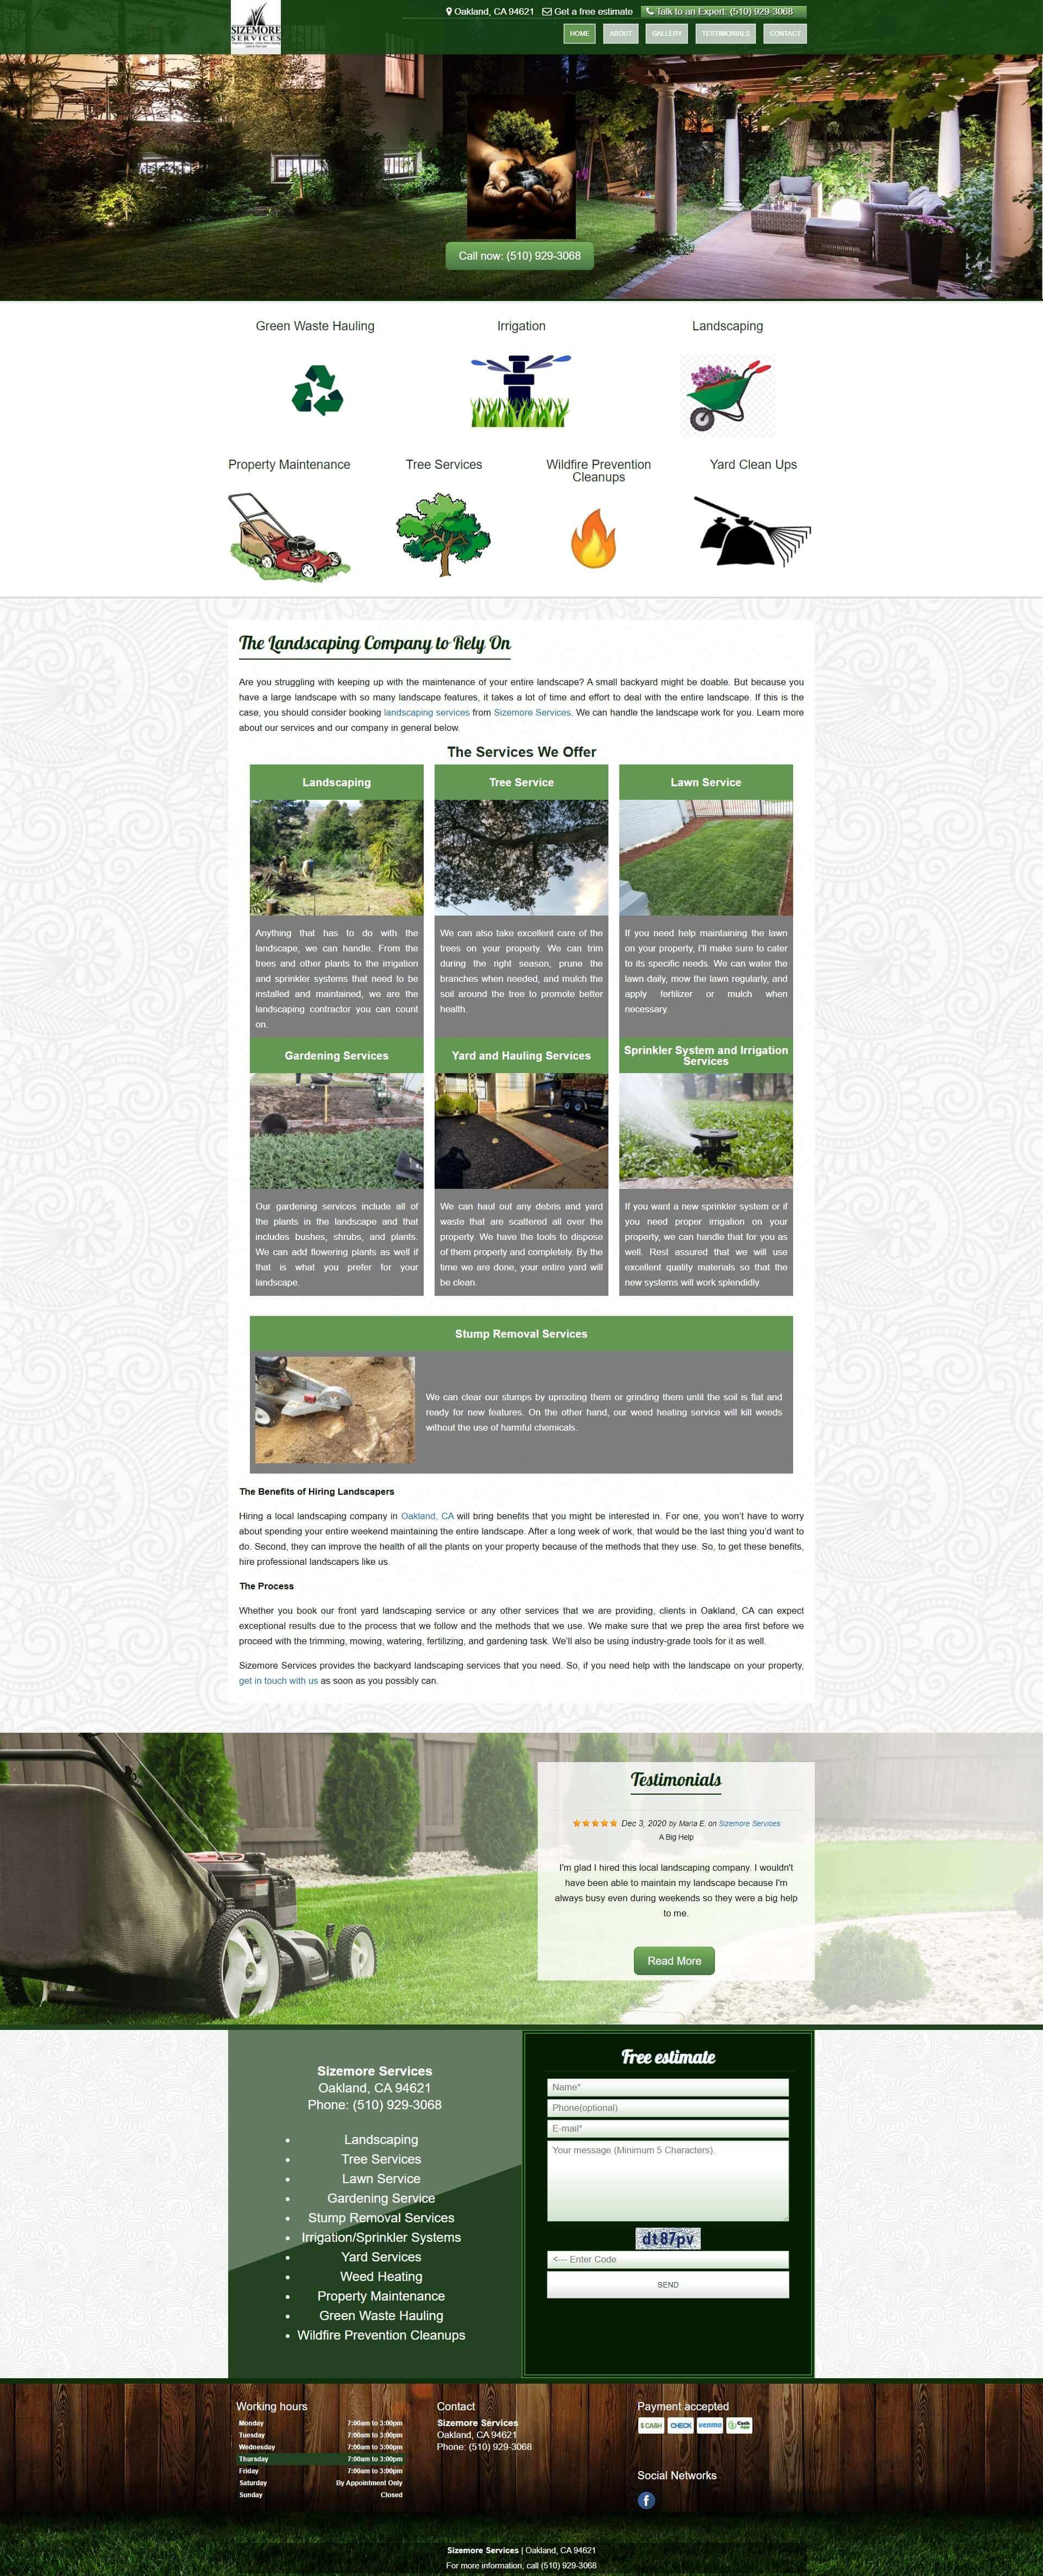 SIZEMORE
SERVICES
Oakland, CA 94621 Get a free estimate Talk to an Expert: (510) 929-3068
HOME ABOUT GALLERY TESTIMONIALS CONTACT
Call now: (510) 929-3068
Green Waste Hauling Irrigation Landscaping
Property Maintenance Tree Services Wildfire Prevention Cleanups Yard Clean Ups
The Landscaping Company to Rely On
Are you struggling with keeping up with the maintenance of your entire landscape? A small backyard might be doable. But because you
have a large landscape with so many landscape features, it takes a lot of time and effort to deal with the entire landscape. If this is the
case, you should consider booking landscaping services from Sizemore Services. We can handle the landscape work for you. Learn more
about our services and our company in general below.
The Services We Offer
Landscaping
Anything that has to do with the
landscape, we can handle. From the
trees and other plants to the irrigation
and sprinkler systems that need to be
installed and maintained, we are the
landscaping contractor you can count
on.
Tree Service
We can also take excellent care of the
trees on your property. We can trim
during the right season, prune the
branches when needed, and mulch the
soil around the tree to promote better
health.
Lawn Service
If you need help maintaining the lawn
on your property, I'll make sure to cater
to its specific needs. We can water the
lawn daily, mow the lawn regularly, and
apply fertilizer or mulch when
necessary.
Gardening Services
Our gardening services include all of
the plants in the landscape and that
includes bushes, shrubs, and plants.
We can add flowering plants as well if
that is what you prefer for your
landscape.
Yard and Hauling Services
We can haul out any debris and yard
waste that are scattered all over the
property. We have the tools to dispose
of them properly and completely. By the
time we are done, your entire yard will
be clean.
Sprinkler System and Irrigation
Services
If you want a new sprinkler system or if
you need proper irrigation on your
property, we can handle that for you as
well. Rest assured that we will use
excellent quality materials so that the
new systems will work splendidly.
Stump Removal Services
We can clear our stumps by uprooting them or grinding them until the soil is flat and
ready for new features. On the other hand, our weed heating service will kill weeds
without the use of harmful chemicals.
The Benefits of Hiring Landscapers
Hiring a local landscaping company in Oakland, CA will bring benefits that you might be interested in. For one, you won't have to worry
about spending your entire weekend maintaining the entire landscape. After a long week of work, that would be the last thing you'd want to
do. Second, they can improve the health of all the plants on your property because of the methods that they use. So, to get these benefits,
hire professional landscapers like us.
The Process
Whether you book our front yard landscaping service or any other services that we are providing, clients in Oakland, CA can expect
exceptional results due to the process that we follow and the methods that we use. We make sure that we prep the area first before we
proceed with the trimming, mowing, watering, fertilizing, and gardening task. We'll also be using industry-grade tools for it as well.
Sizemore Services provides the backyard landscaping services that you need. So, if you need help with the landscape on your property,
get in touch with us as soon as you possibly can.
Testimonials
Dec 3, 2020 by Maria E. on Sizemore Services
A Big Help
I'm glad I hired this local landscaping company. I wouldn't
have been able to maintain my landscape because I'm
always busy even during weekends so they were a big help
to me.
Read More
Sizemore Services
Oakland, CA 94621
Phone: (510) 929-3068
Landscaping
Tree Services
Lawn Service
Gardening Service
Stump Removal Services
Irrigation/Sprinkler Systems
Yard Services
Weed Heating
Property Maintenance
Green Waste Hauling
Wildfire Prevention Cleanups
Free estimate
Name*
Phone(optional)
E-mail*
Your message (Minimum 5 Characters).
dt87pv
<--- Enter Code
SEND
Working hours
Monday 7:00am to 3:00pm
Tuesday 7:00am to 3:00pm
Wednesday 7:00am to 3:00pm
Thursday 7:00am to 3:00pm
Friday 7:00am to 3:00pm
Saturday By Appointment Only
Sunday Closed
Contact
Sizemore Services
Oakland, CA 94621
Phone: (510) 929-3068
Payment accepted
$ CASH CHECK venmo Cash
Social Networks
Sizemore Services | Oakland, CA 94621
For more information, call (510) 929-3068